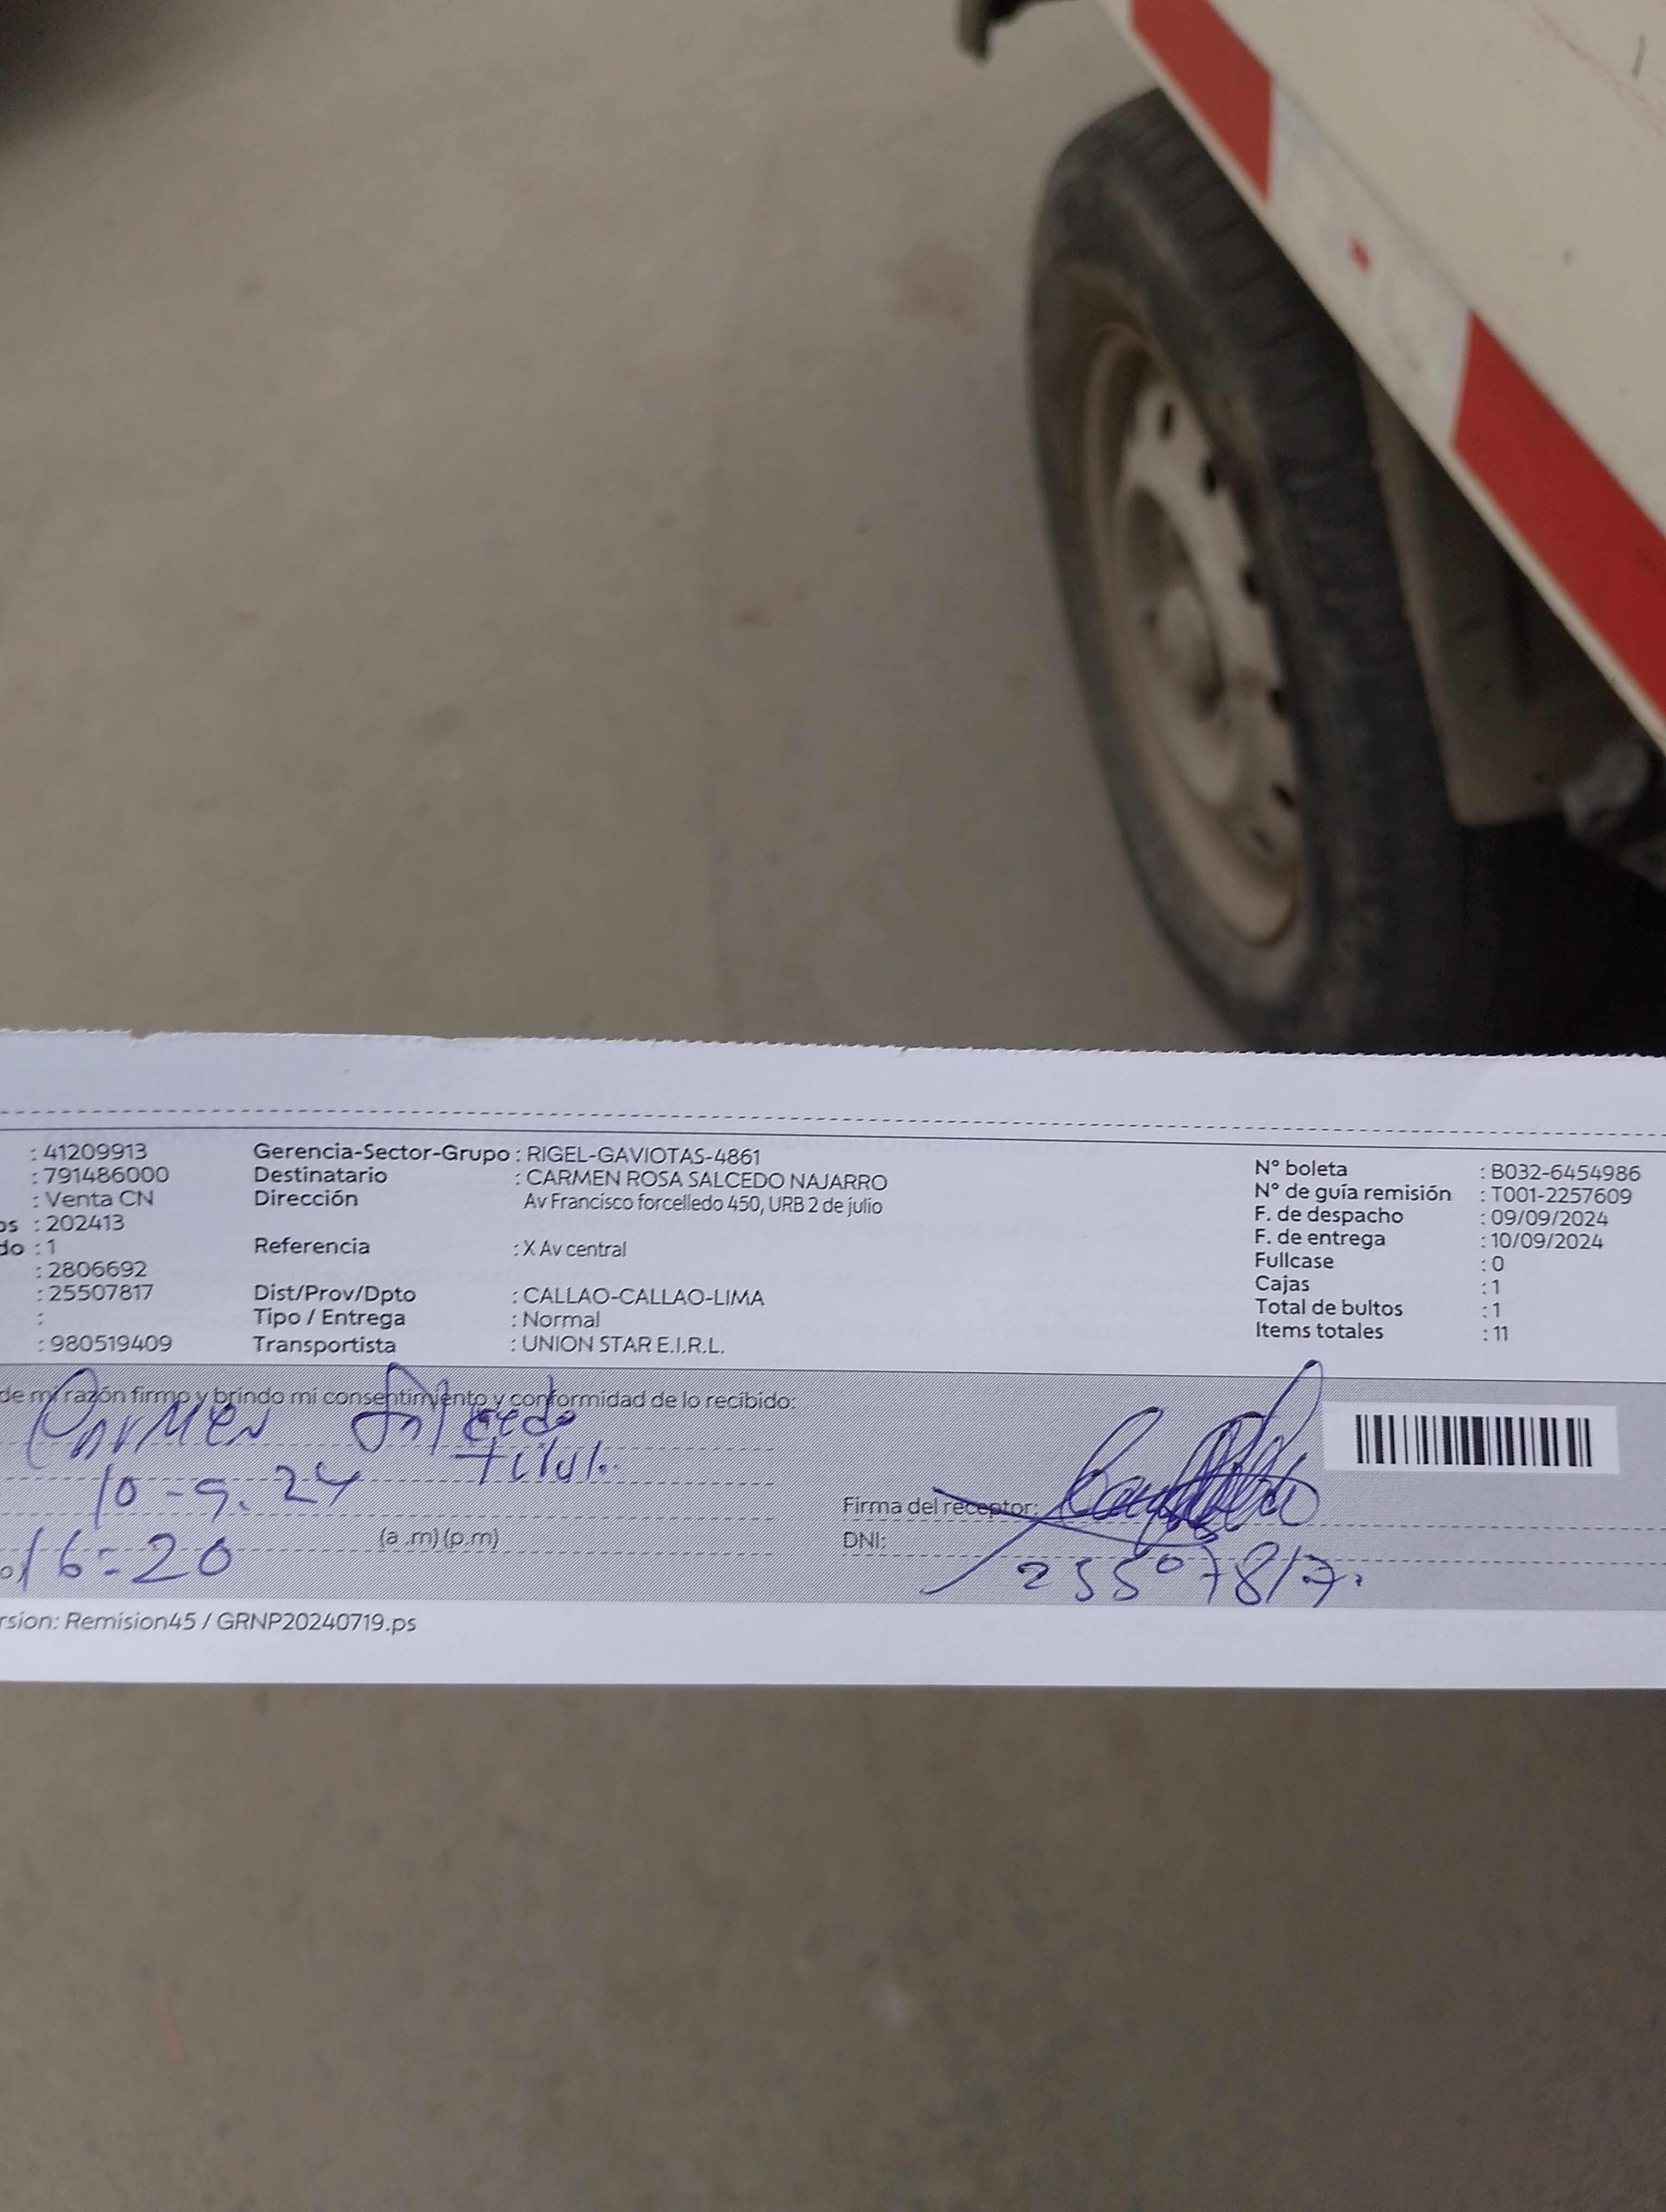 : 41209913 Gerencia-Sector-Grupo : RIGEL-GAVIOTAS-4861
: 791486000 Destinatario : CARMEN ROSA SALCEDO NAJARRO N° boleta : B032-6454986
: Venta CN Dirección Av Francisco forcelledo 450, URB 2 de julio N° de guía remisión : T001-2257609
os : 202413 F. de despacho : 09/09/2024
do : 1 Referencia : X Av central F. de entrega : 10/09/2024
: 2806692 Fullcase : 0
: 25507817 Dist/Prov/Dpto : CALLAO-CALLAO-LIMA Cajas : 1
: Tipo / Entrega : Normal Total de bultos : 1
: 980519409 Transportista : UNION STAR E.I.R.L. Items totales : 11
de mi razón firmo y brindo mi consentimiento y conformidad de lo recibido:
Carmen Salcedo
Titul..
10-9.24
Firma del receptor:
16:20 (a .m) (p.m) DNI:
25507817.
rsion: Remision45 / GRNP20240719.ps